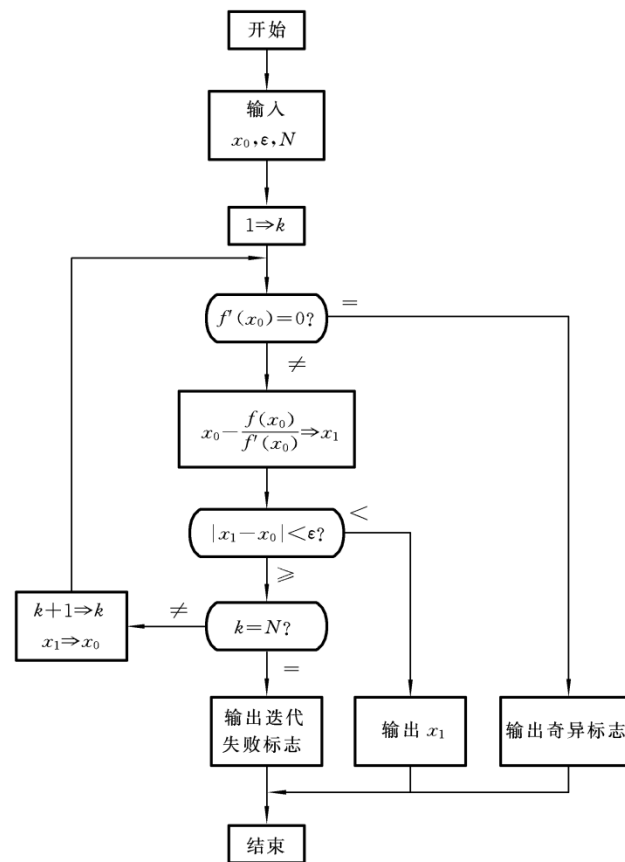 开始
输入
x₀,ε,N
1⇒k
f′(x₀)=0?
=
≠
x₀−f(x₀)/f′(x₀)⇒x₁
|x₁−x₀|<ε?
<
⩾
k+1⇒k
x₁⇒x₀
≠
k=N?
=
输出迭代
失败标志
输出 x₁
输出奇异标志
结束